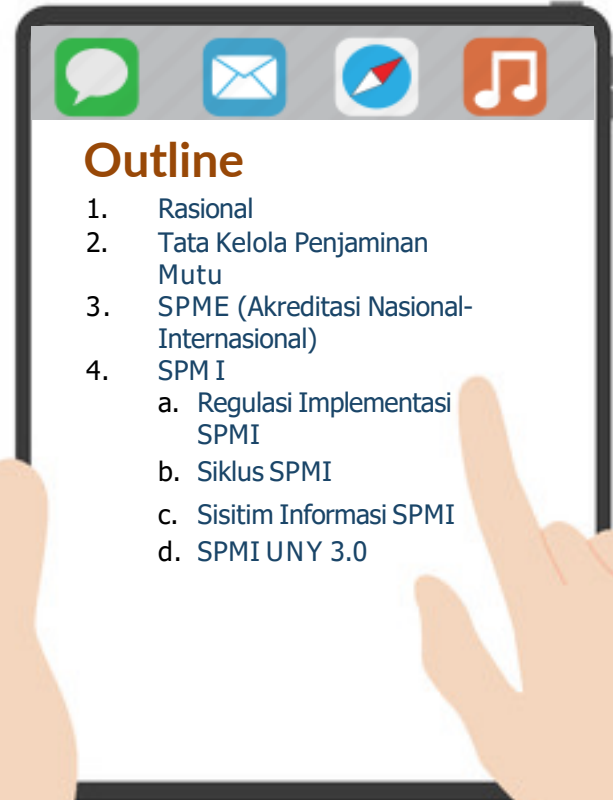 Outline
1. Rasional
2. Tata Kelola Penjaminan
Mutu
3. SPME (Akreditasi Nasional-
Internasional)
4. SPM I
a. Regulasi Implementasi
SPMI
b. Siklus SPMI
c. Sisitim Informasi SPMI
d. SPMI UNY 3.0